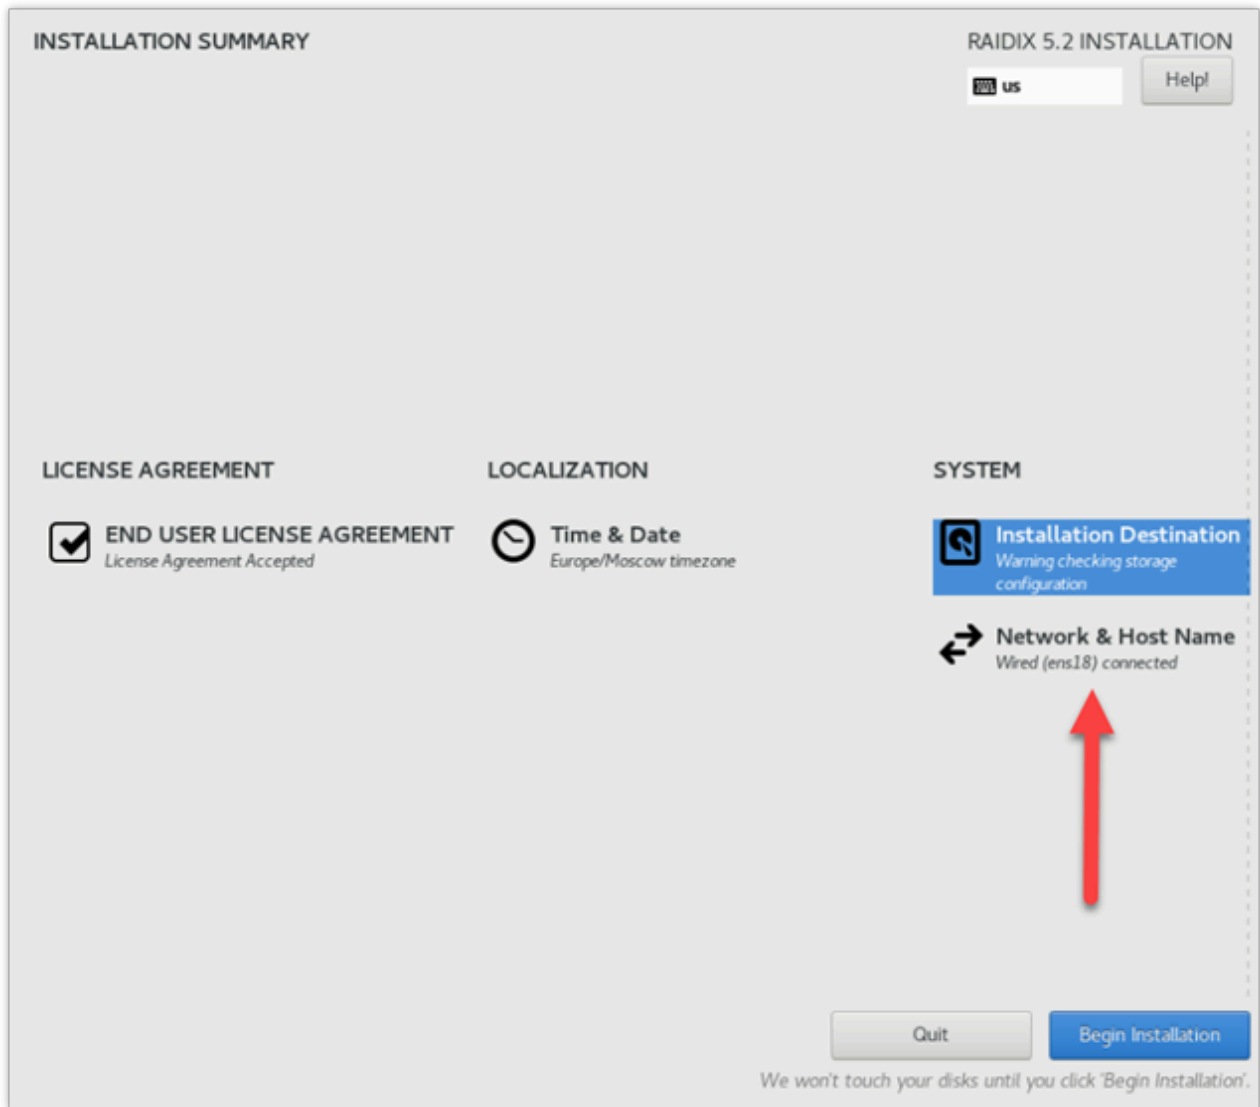 INSTALLATION SUMMARY
RAIDIX 5.2 INSTALLATION
us
Help!
LICENSE AGREEMENT
END USER LICENSE AGREEMENT
License Agreement Accepted
LOCALIZATION
Time & Date
Europe/Moscow timezone
SYSTEM
Installation Destination
Warning checking storage
configuration
Network & Host Name
Wired (ens18) connected
Quit
Begin Installation
We won't touch your disks until you click 'Begin Installation'.